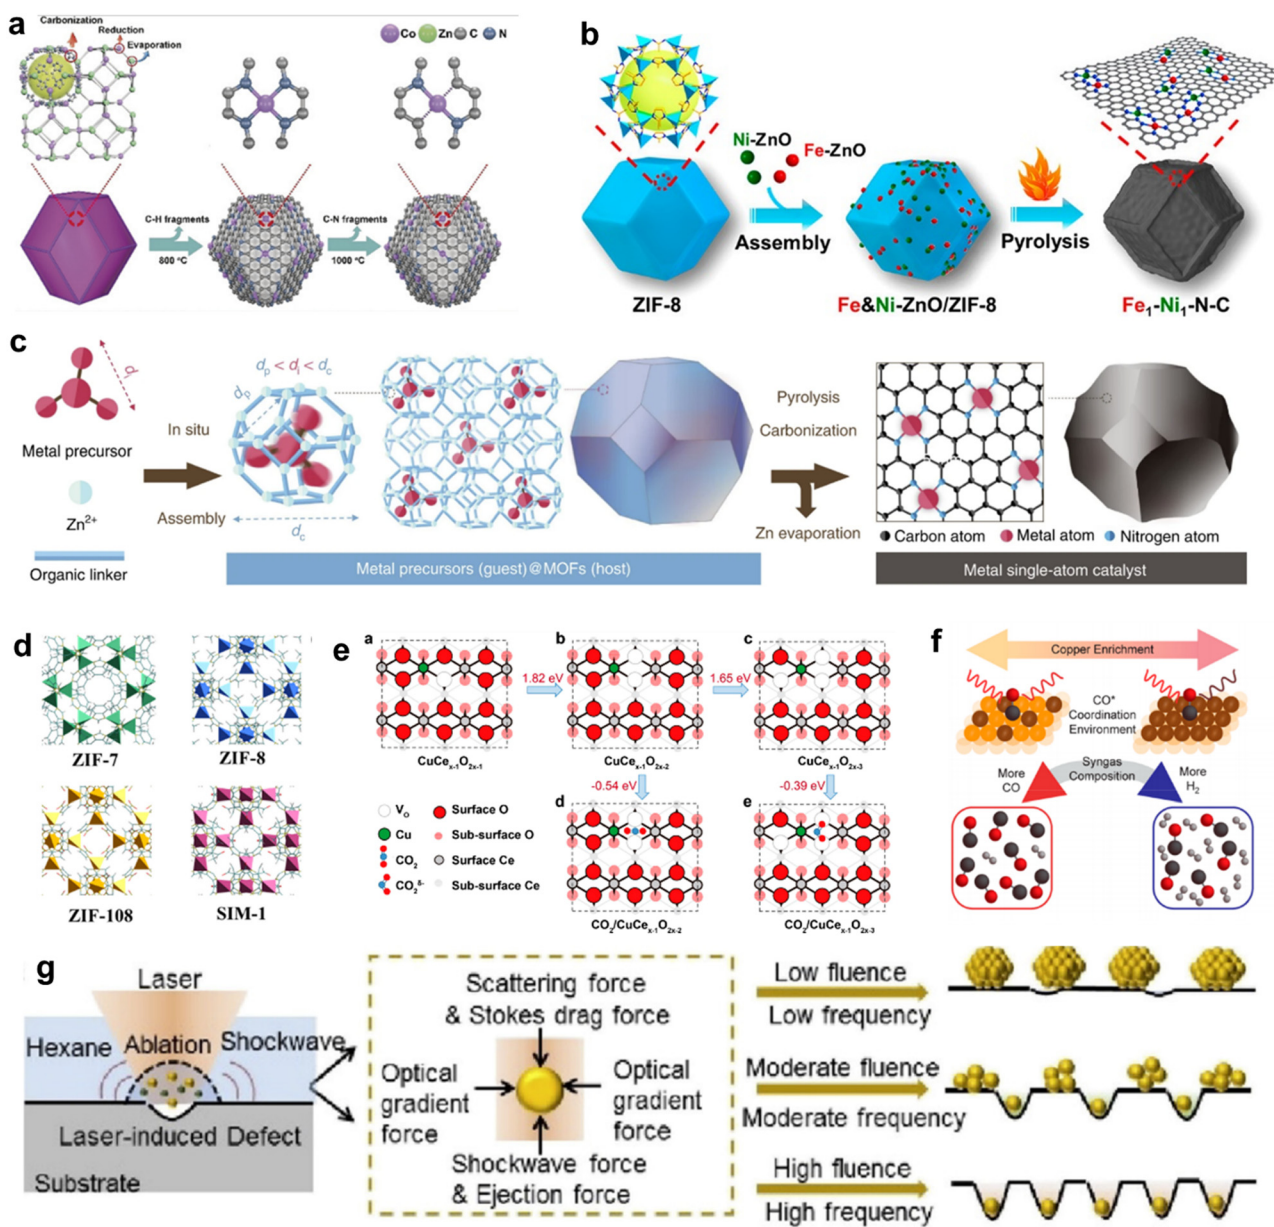 a
Carbonization
Reduction
Evaporation
Co Zn C N
C-H fragments
800 °C
C-N fragments
1000 °C
b
Ni-ZnO
Fe-ZnO
Assembly
Pyrolysis
ZIF-8
Fe&Ni-ZnO/ZIF-8
Fe1-Ni1-N-C
c
di
Metal precursor
Zn2+
Organic linker
In situ
Assembly
dp < di < dc
dp
dc
Metal precursors (guest)@MOFs (host)
Pyrolysis
Carbonization
Zn evaporation
Carbon atom Metal atom Nitrogen atom
Metal single-atom catalyst
d
ZIF-7
ZIF-8
ZIF-108
SIM-1
e
a
b
c
1.82 eV
1.65 eV
CuCex-1O2x-1
CuCex-1O2x-2
CuCex-1O2x-3
-0.54 eV
-0.39 eV
VO
Surface O
Cu
Sub-surface O
CO2
Surface Ce
CO2δ-
Sub-surface Ce
d
e
CO2/CuCex-1O2x-2
CO2/CuCex-1O2x-3
f
Copper Enrichment
CO*
Coordination
Environment
More
CO
Syngas
Composition
More
H2
g
Laser
Hexane
Ablation
Shockwave
Laser-induced Defect
Substrate
Scattering force
& Stokes drag force
Optical
gradient
force
Optical
gradient
force
Shockwave force
& Ejection force
Low fluence
Low frequency
Moderate fluence
Moderate frequency
High fluence
High frequency